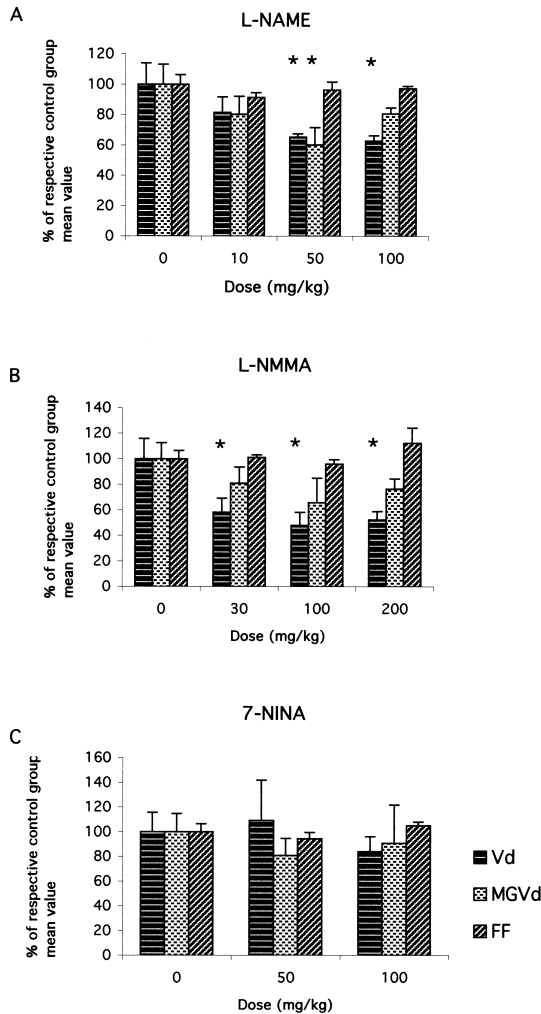 A
L-NAME
% of respective control group
mean value
120
100
80
60
40
20
0
* *
*
0 10 50 100
Dose (mg/kg)
B
L-NMMA
% of respective control group
mean value
140
120
100
80
60
40
20
0
* * *
0 30 100 200
Dose (mg/kg)
7-NINA
C
% of respective control group
mean value
160
140
120
100
80
60
40
20
0
0 50 100
Dose (mg/kg)
Vd
MGVd
FF